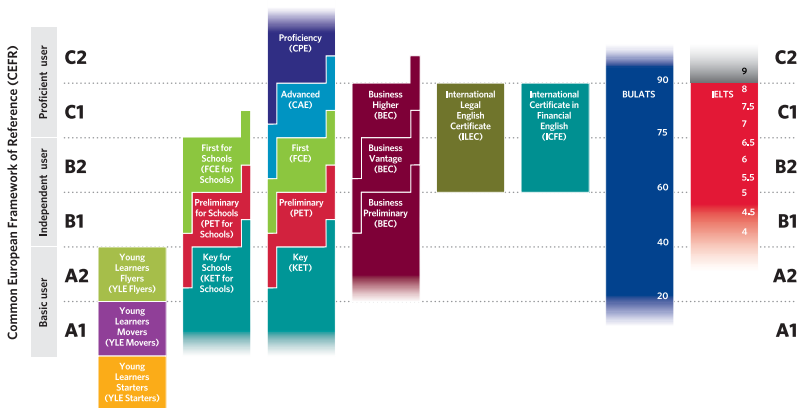 Common European Framework of Reference (CEFR)
Proficient user
Independent user
Basic user
C2
C1
B2
B1
A2
A1
Young
Learners
Flyers
(YLE Flyers)
Young
Learners
Movers
(YLE Movers)
Young
Learners
Starters
(YLE Starters)
First for
Schools
(FCE for
Schools)
Preliminary
for Schools
(PET for
Schools)
Key for
Schools
(KET for
Schools)
Proficiency
(CPE)
Advanced
(CAE)
First
(FCE)
Preliminary
(PET)
Key
(KET)
Business
Higher
(BEC)
Business
Vantage
(BEC)
Business
Preliminary
(BEC)
International
Legal
English
Certificate
(ILEC)
International
Certificate in
Financial
English
(ICFE)
BULATS
90
75
60
40
20
IELTS
9
8
7.5
7
6.5
6
5.5
5
4.5
4
C2
C1
B2
B1
A2
A1